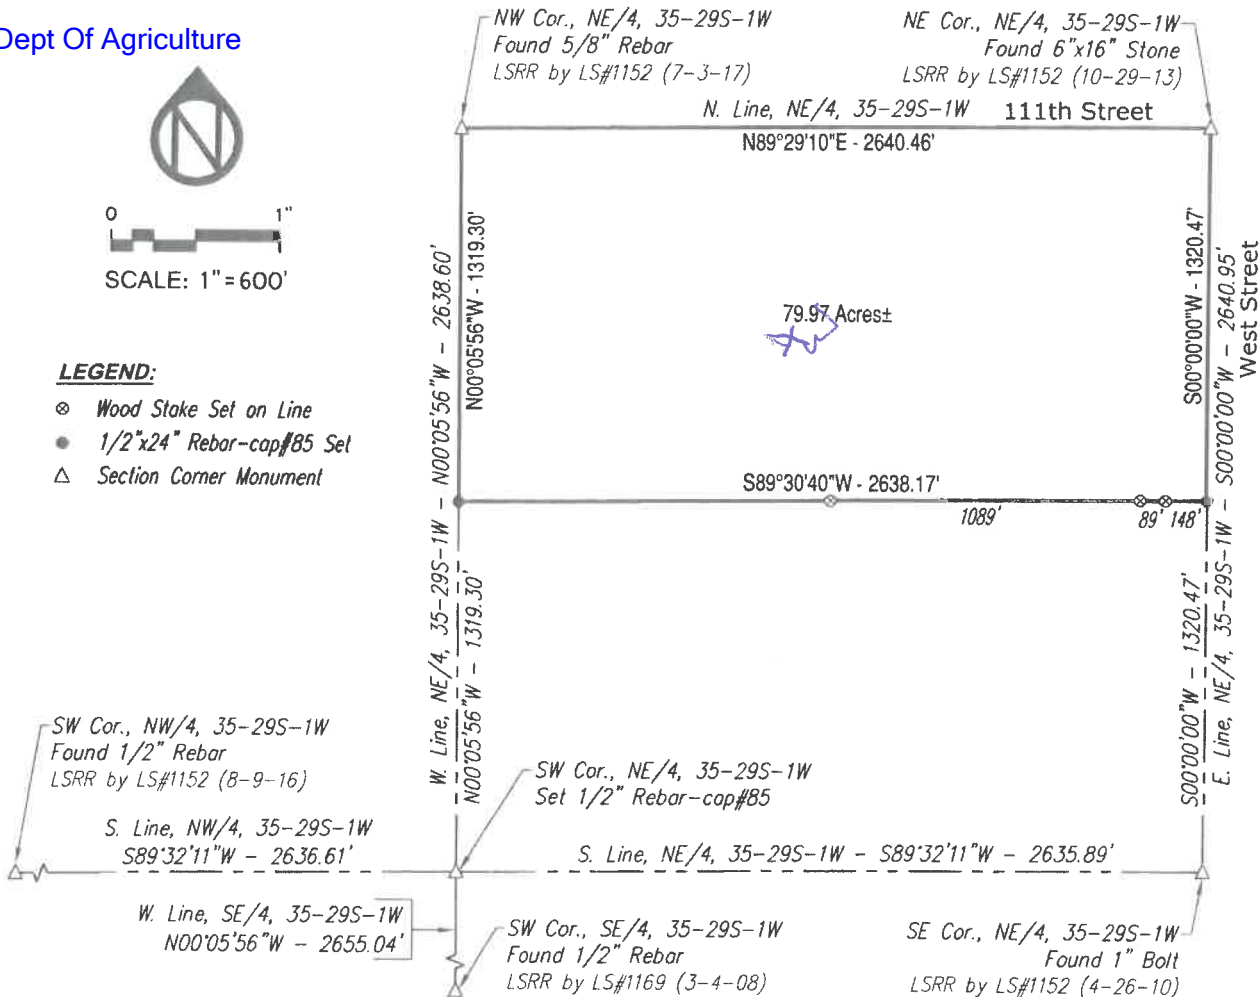 Dept Of Agriculture
NW Cor., NE/4, 35-29S-1W
Found 5/8" Rebar
LSRR by LS#1152 (7-3-17)
NE Cor., NE/4, 35-29S-1W
Found 6"x16" Stone
LSRR by LS#1152 (10-29-13)
N. Line, NE/4, 35-29S-1W 111th Street
N89°29'10"E - 2640.46'
N
0 1"
SCALE: 1"=600'
LEGEND:
Wood Stake Set on Line
1/2"x24" Rebar-cap#85 Set
Section Corner Monument
W. Line, NE/4, 35-29S-1W - N00°05'56"W - 2638.60'
N00°05'56"W - 1319.30'
79.97 Acres±
S00°00'00"W - 1320.47'
E. Line, NE/4, 35-29S-1W - S00°00'00"W - 2640.95'
West Street
S89°30'40"W - 2638.17'
1089' 89' 148'
N00°05'56"W - 1319.30'
S00°00'00"W - 1320.47'
SW Cor., NW/4, 35-29S-1W
Found 1/2" Rebar
LSRR by LS#1152 (8-9-16)
SW Cor., NE/4, 35-29S-1W
Set 1/2" Rebar-cap#85
S. Line, NW/4, 35-29S-1W
S89°32'11"W - 2636.61'
S. Line, NE/4, 35-29S-1W - S89°32'11"W - 2635.89'
W. Line, SE/4, 35-29S-1W
N00°05'56"W - 2655.04'
SW Cor., SE/4, 35-29S-1W
Found 1/2" Rebar
LSRR by LS#1169 (3-4-08)
SE Cor., NE/4, 35-29S-1W
Found 1" Bolt
LSRR by LS#1152 (4-26-10)